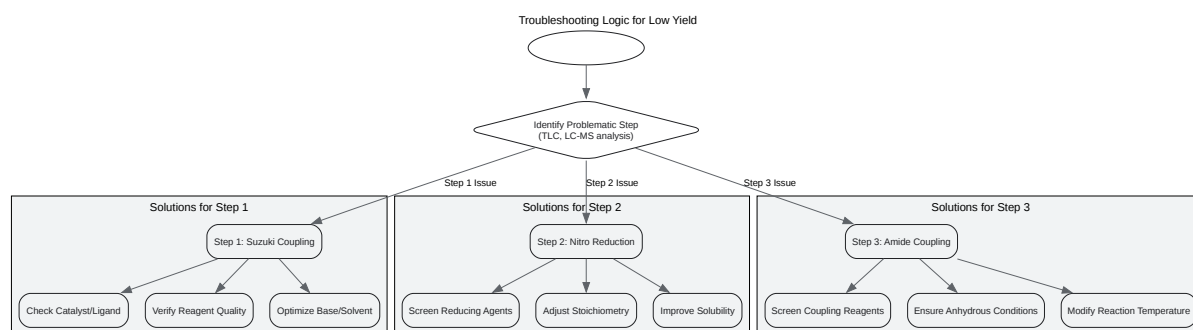 Troubleshooting Logic for Low Yield
Identify Problematic Step
(TLC, LC-MS analysis)
Step 1 Issue
Step 2 Issue
Step 3 Issue
Solutions for Step 1
Solutions for Step 2
Solutions for Step 3
Step 1: Suzuki Coupling
Step 2: Nitro Reduction
Step 3: Amide Coupling
Check Catalyst/Ligand
Verify Reagent Quality
Optimize Base/Solvent
Screen Reducing Agents
Adjust Stoichiometry
Improve Solubility
Screen Coupling Reagents
Ensure Anhydrous Conditions
Modify Reaction Temperature